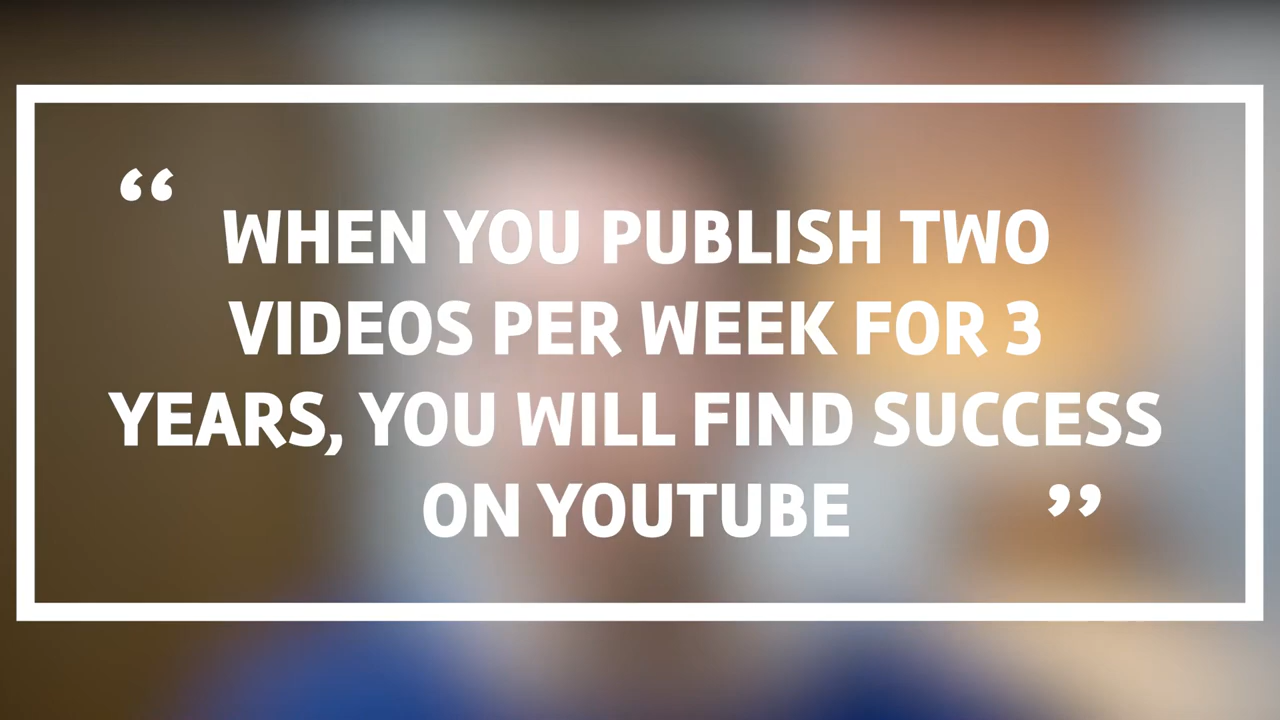 “ WHEN YOU PUBLISH TWO
VIDEOS PER WEEK FOR 3
YEARS, YOU WILL FIND SUCCESS
ON YOUTUBE ”